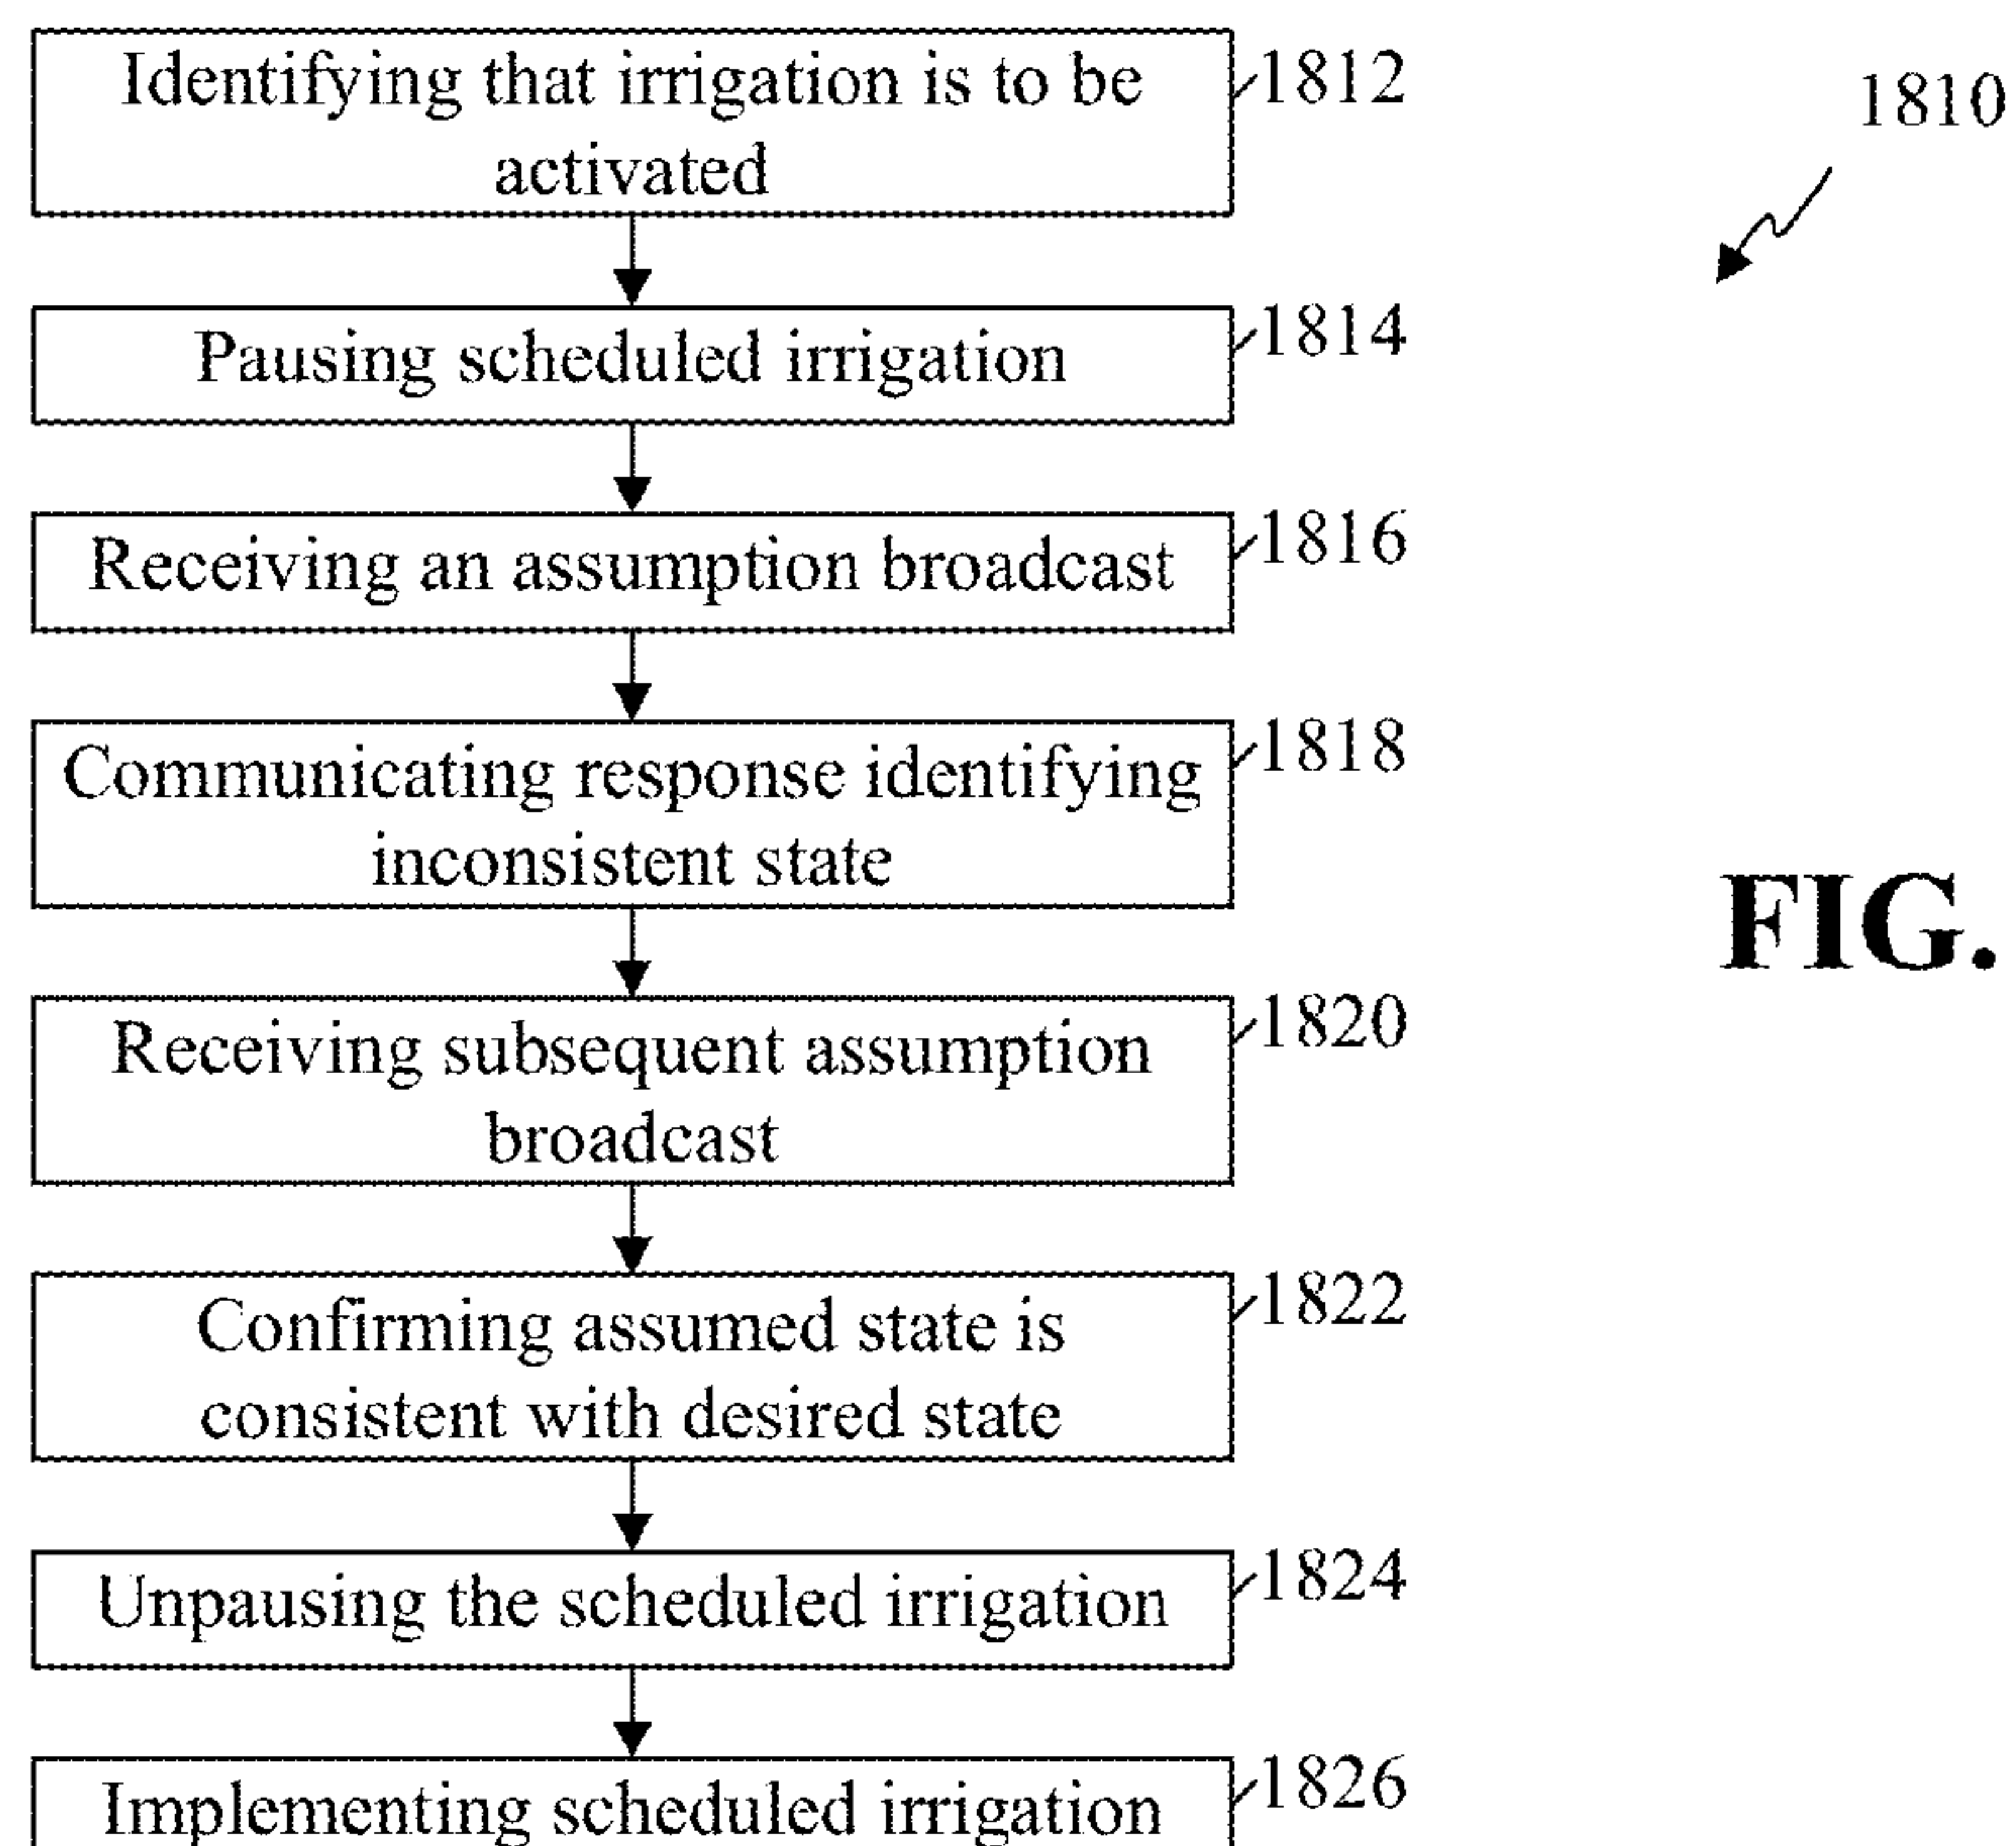 Identifying that irrigation is to be
activated
1812
1810
Pausing scheduled irrigation
1814
Receiving an assumption broadcast
1816
Communicating response identifying
inconsistent state
1818
FIG.
Receiving subsequent assumption
broadcast
1820
Confirming assumed state is
consistent with desired state
1822
Unpausing the scheduled irrigation
1824
Implementing scheduled irrigation
1826